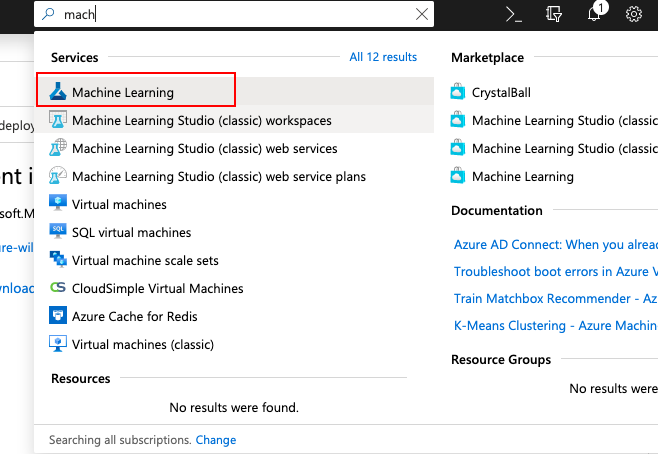 mach
1
Services
All 12 results
Machine Learning
Machine Learning Studio (classic) workspaces
Machine Learning Studio (classic) web services
Machine Learning Studio (classic) web service plans
Virtual machines
SQL virtual machines
Virtual machine scale sets
CloudSimple Virtual Machines
Azure Cache for Redis
Virtual machines (classic)
Resources
No results were found.
Searching all subscriptions. Change
Marketplace
CrystalBall
Machine Learning Studio (classic
Machine Learning Studio (classic
Machine Learning
Documentation
Azure AD Connect: When you alread
Troubleshoot boot errors in Azure V
Train Matchbox Recommender - Az
K-Means Clustering - Azure Machin
Resource Groups
No results were
deploy
nt i
soft.M
ure-wil
wnload